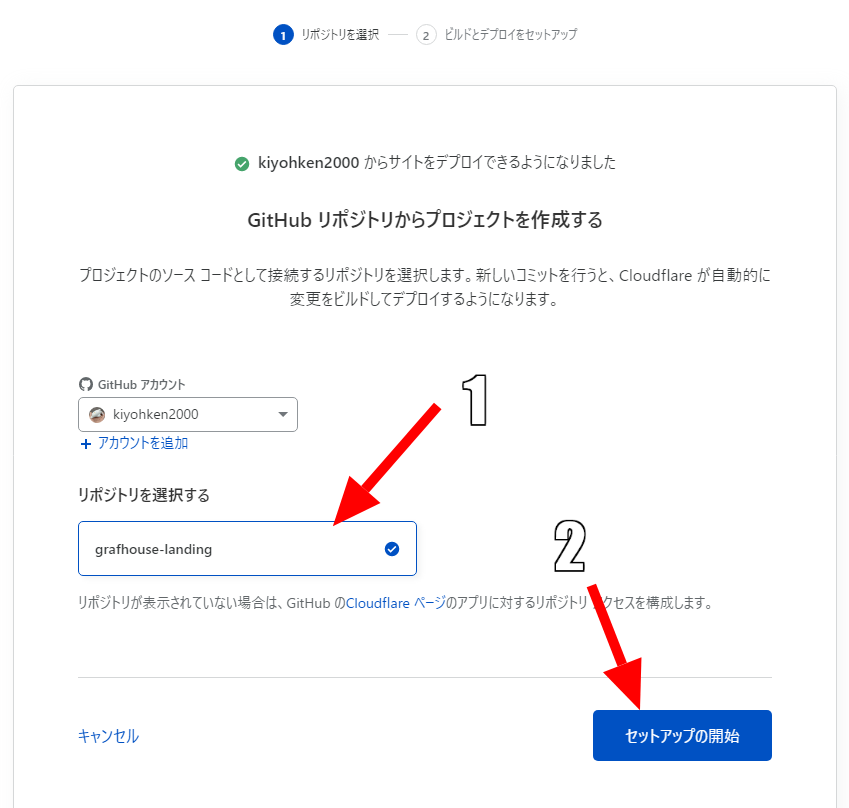 1 リポジトリを選択 2 ビルドとデプロイをセットアップ
kiyohken2000 からサイトをデプロイできるようになりました
GitHub リポジトリからプロジェクトを作成する
プロジェクトのソース コードとして接続するリポジトリを選択します。新しいコミットを行うと、Cloudflare が自動的に
変更をビルドしてデプロイするようになります。
GitHub アカウント
kiyohken2000
+ アカウントを追加
1
リポジトリを選択する
grafhouse-landing
2
リポジトリが表示されていない場合は、GitHub のCloudflare ページのアプリに対するリポジトリ クセスを構成します。
キャンセル
セットアップの開始